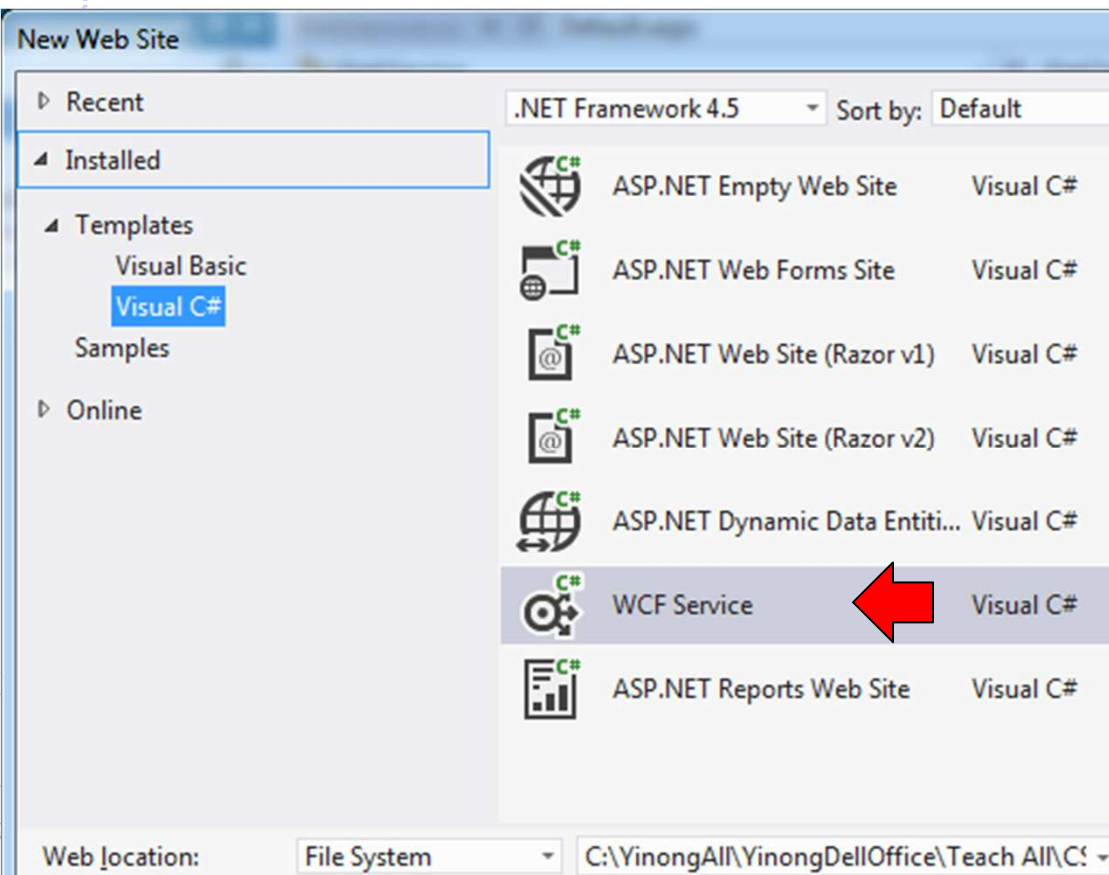 New Web Site
Recent
Installed
Templates
Visual Basic
Visual C#
Samples
Online
.NET Framework 4.5 Sort by: Default
C#
ASP.NET Empty Web Site Visual C#
C#
ASP.NET Web Forms Site Visual C#
C#
@
ASP.NET Web Site (Razor v1) Visual C#
C#
@
ASP.NET Web Site (Razor v2) Visual C#
C#
ASP.NET Dynamic Data Entiti... Visual C#
C#
WCF Service Visual C#
C#
ASP.NET Reports Web Site Visual C#
Web location: File System C:\YinongAll\YinongDellOffice\Teach All\